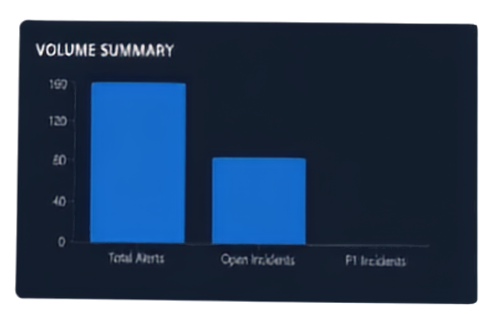 VOLUME SUMMARY
160
120
80
40
0
Total Alerts
Open Incidents
P1 Incidents